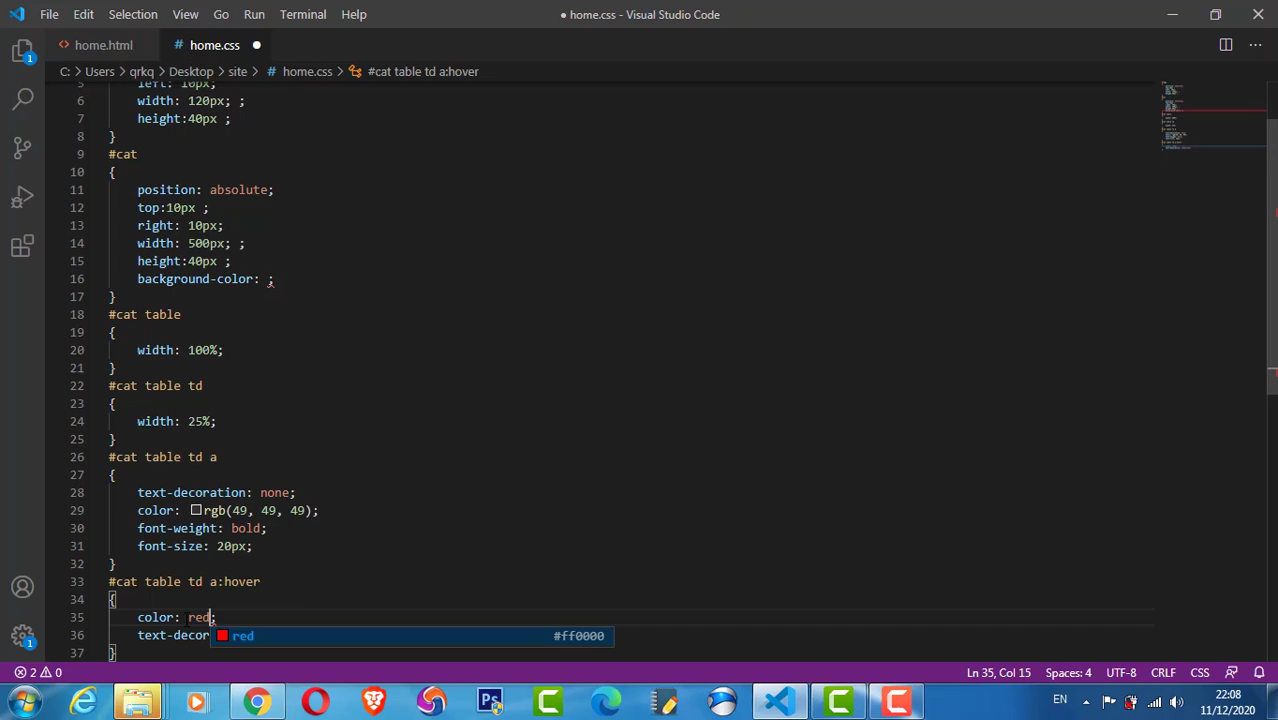 File Edit Selection View Go Run Terminal Help
● home.css - Visual Studio Code
home.html
home.css
C: > Users > qrkq > Desktop > site > # home.css > #cat table td a:hover
5 left: 10px;
6 width: 120px; ;
7 height:40px ;
8 }
9 #cat
10 {
11 position: absolute;
12 top:10px ;
13 right: 10px;
14 width: 500px; ;
15 height:40px ;
16 background-color: ;
17 }
18 #cat table
19 {
20 width: 100%;
21 }
22 #cat table td
23 {
24 width: 25%;
25 }
26 #cat table td a
27 {
28 text-decoration: none;
29 color: rgb(49, 49, 49);
30 font-weight: bold;
31 font-size: 20px;
32 }
33 #cat table td a:hover
34 {
35 color: red;
36 text-decor
red #ff0000
37 }
2 0 Ln 35, Col 15 Spaces: 4 UTF-8 CRLF CSS
EN 22:08
11/12/2020